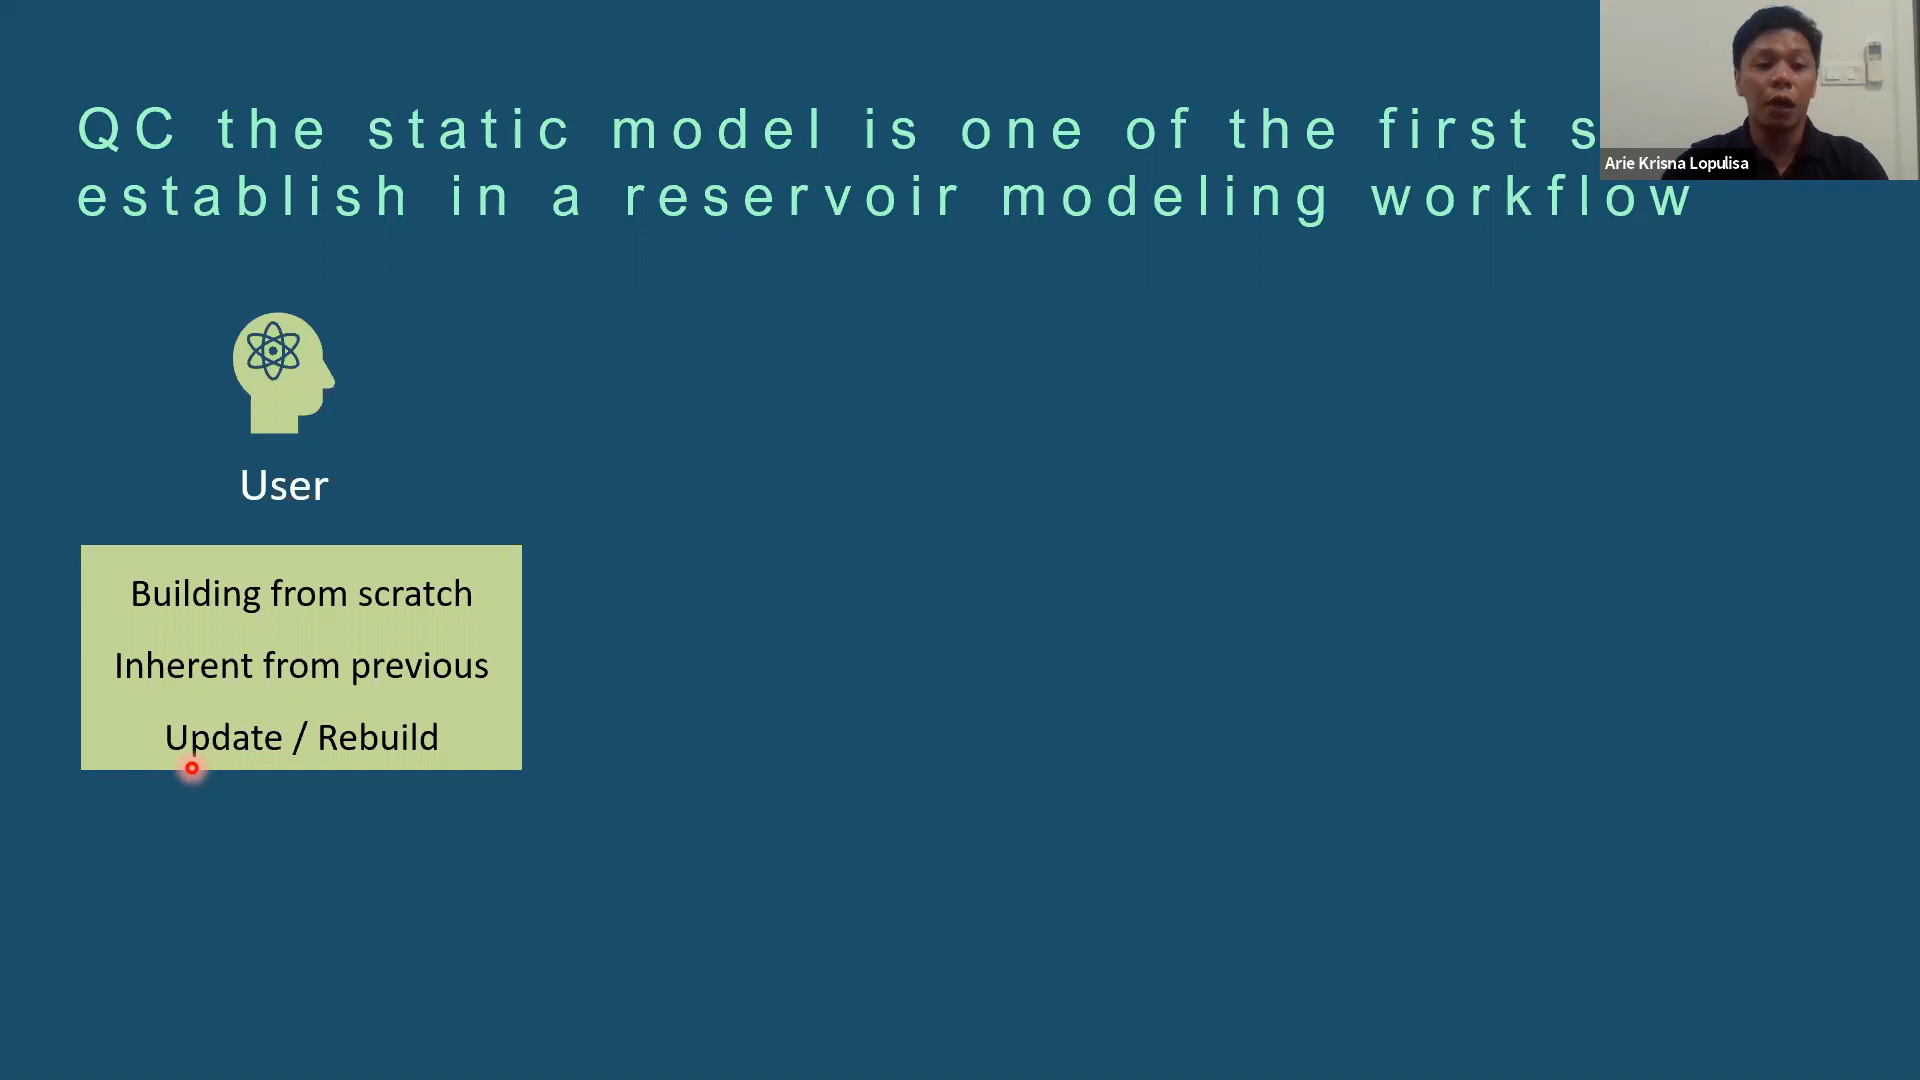 QC the static model is one of the first
establish in a reservoir modeling workflow
Arie Krisna Lopulisa
User
Building from scratch
Inherent from previous
Update / Rebuild